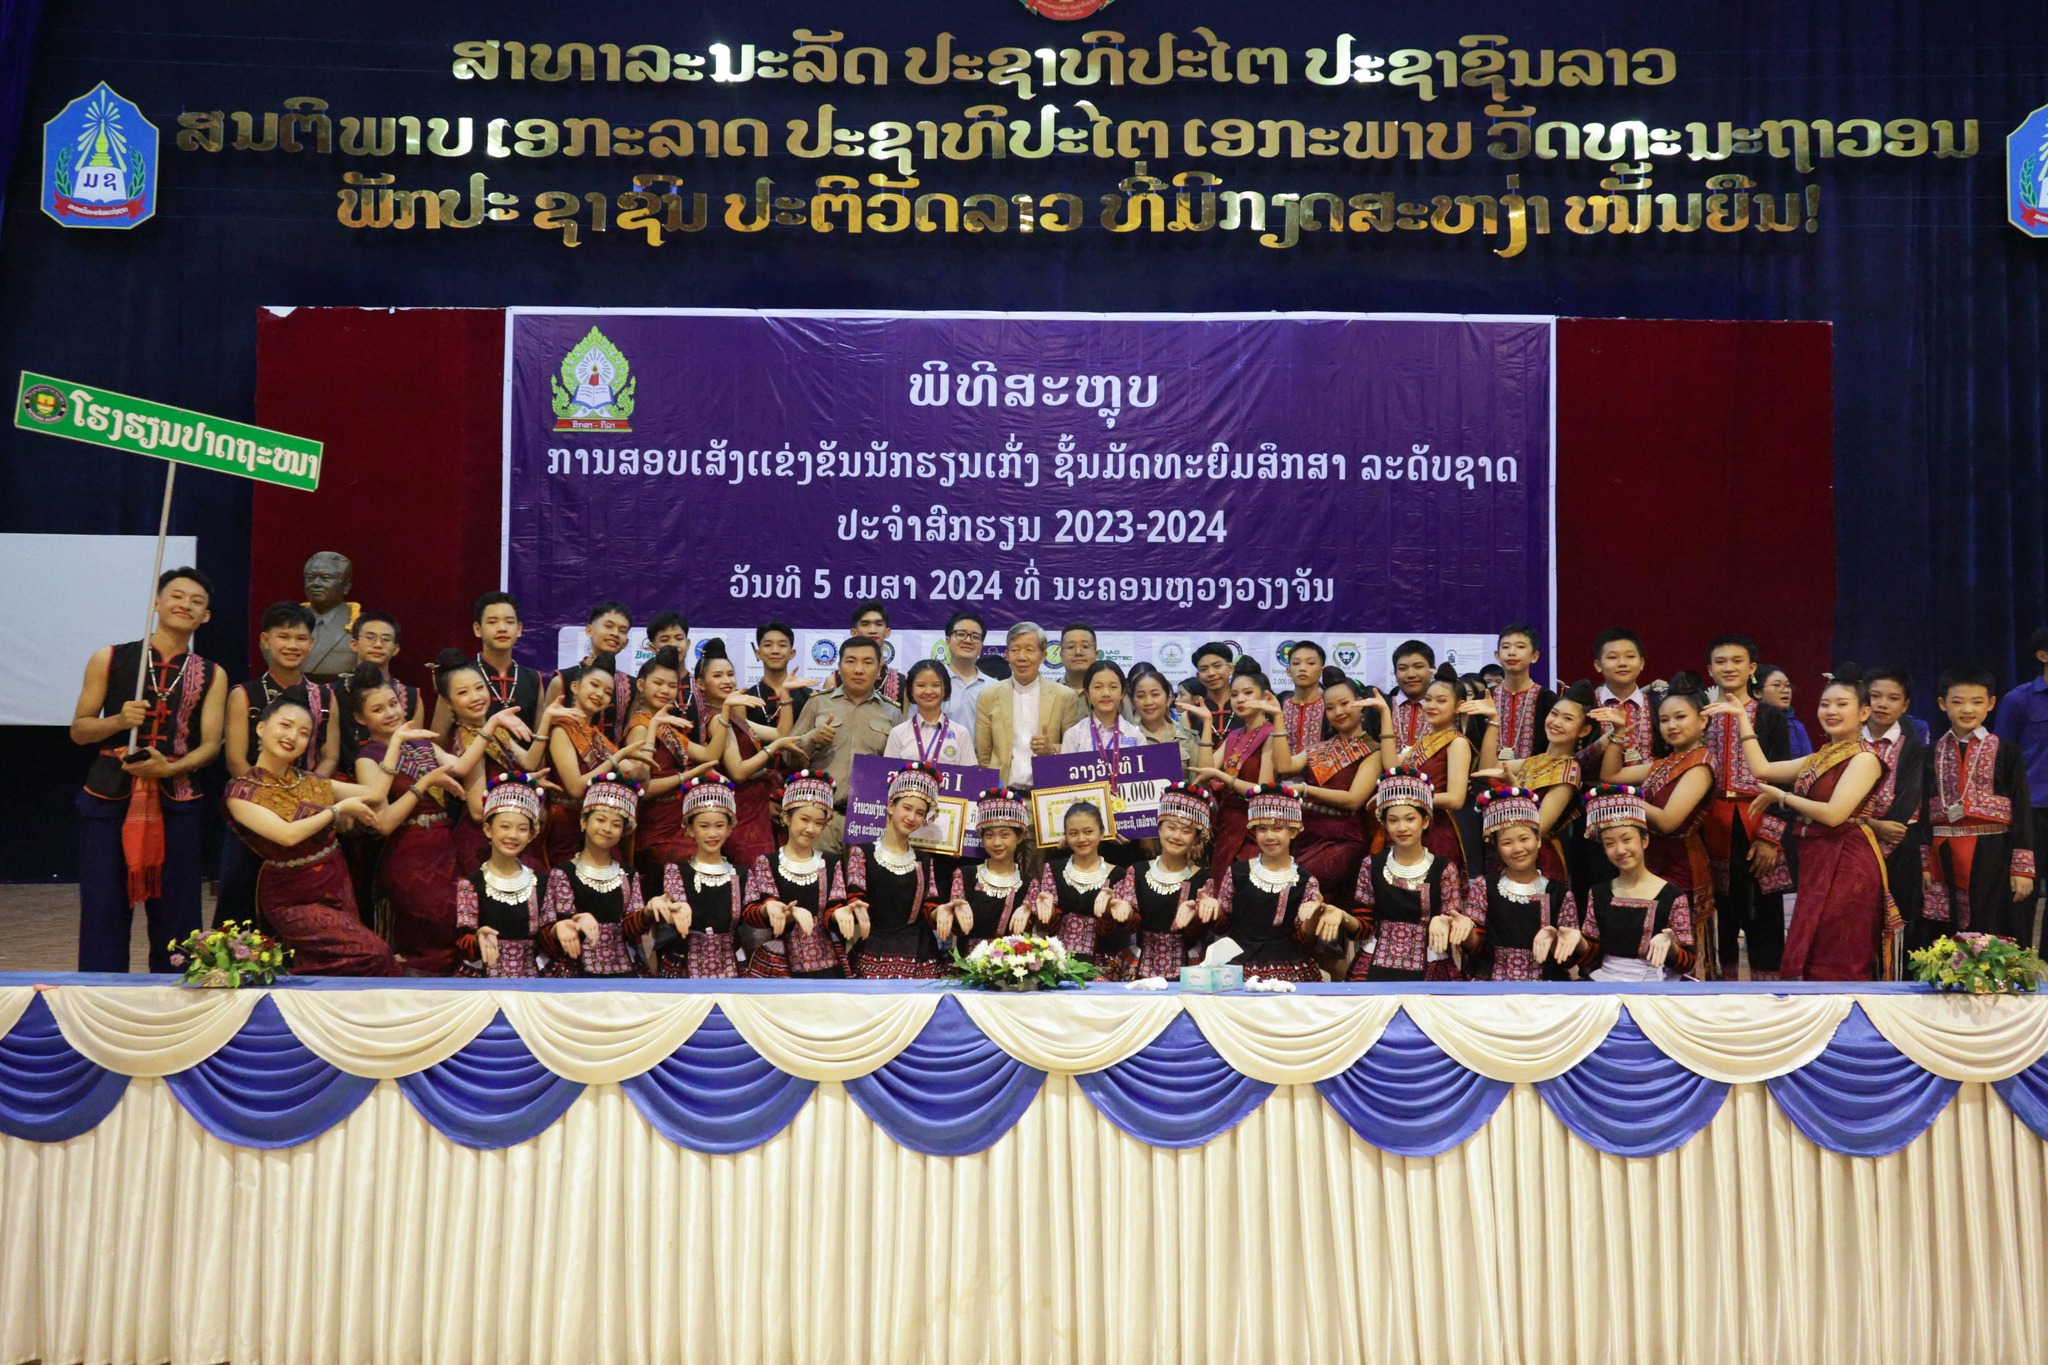 ສາທາລະນະລັດ ປະຊາທິປະໄຕ ປະຊາຊົນລາວ
ສົມຕິພາບ ເອກະລາດ ປະຊາທິປະໄຕ ເອກະພາບ ວັດທະນະຖາວອນ
ພັກປະຊາຊົນ ປະຕິວັດລາວ ທີ່ມີກຽດສະຫງ່າ ໝັ້ນຍືນ!
ມຊ
ໂຮງຮຽນປາດຖະໜາ
ສຶກສາ - ກິລາ
ພິທີສະຫຼຸບ
ການສອບເສັງແຂ່ງຂັນນັກຮຽນເກັ່ງ ຊັ້ນມັດທະຍົມສຶກສາ ລະດັບຊາດ
ປະຈໍາສົກຮຽນ 2023-2024
ວັນທີ 5 ເມສາ 2024 ທີ່ ນະຄອນຫຼວງວຽງຈັນ
ລາງວັນທີ I